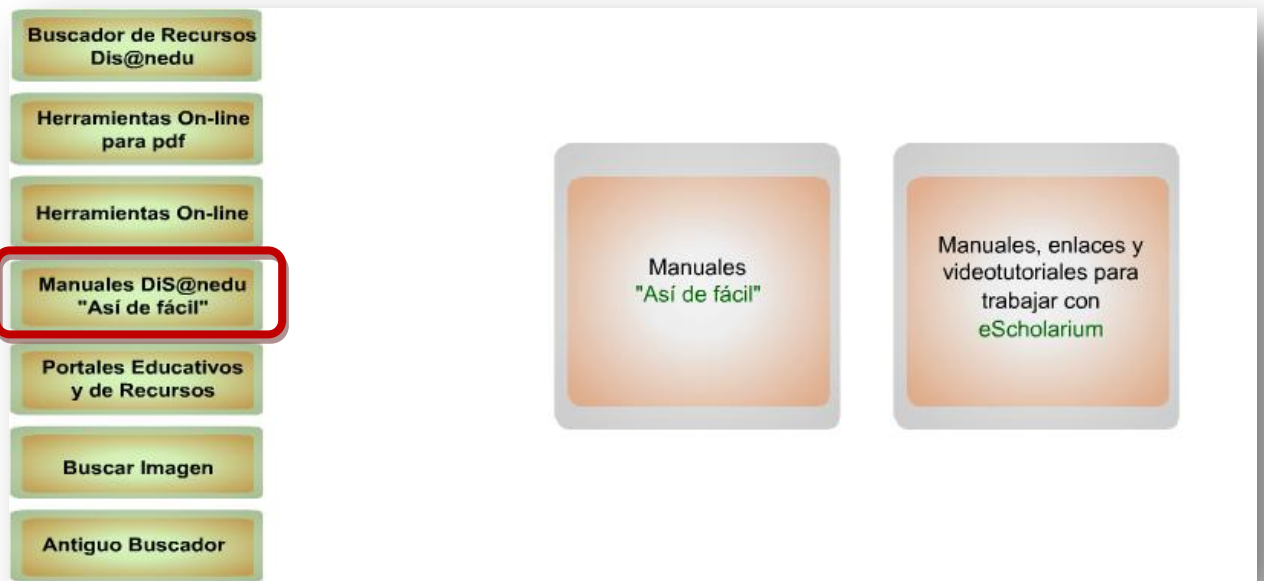 Buscador de Recursos
Dis@nedu
Herramientas On-line
para pdf
Herramientas On-line
Manuales DiS@nedu
"Así de fácil"
Portales Educativos
y de Recursos
Buscar Imagen
Antiguo Buscador
Manuales
"Así de fácil"
Manuales, enlaces y
videotutoriales para
trabajar con
eScholarium